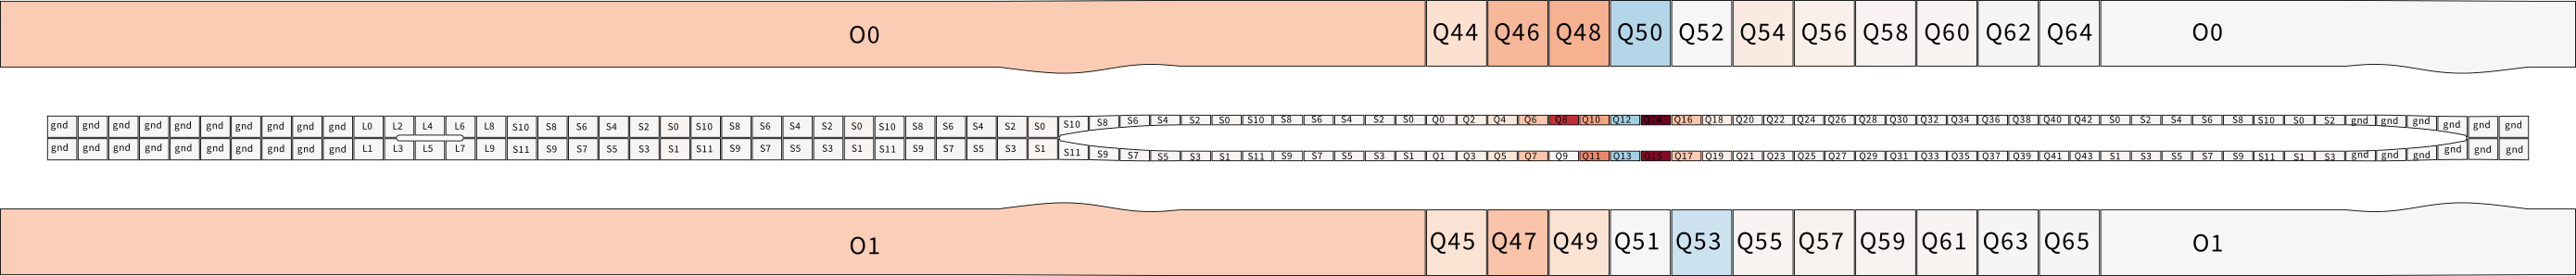 O0 Q44 Q46 Q48 Q50 Q52 Q54 Q56 Q58 Q60 Q62 Q64 O0
gnd gnd gnd gnd gnd gnd gnd gnd gnd gnd L0 L2 L4 L6 L8 S10 S8 S6 S4 S2 S0 S10 S8 S6 S4 S2 S0 S10 S8 S6 S4 S2 S0 S10 S8 S6 S4 S2 S0 S10 S8 S6 S4 S2 S0 Q0 Q2 Q4 Q6 Q8 Q10 Q12 Q14 Q16 Q18 Q20 Q22 Q24 Q26 Q28 Q30 Q32 Q34 Q36 Q38 Q40 Q42 S0 S2 S4 S6 S8 S10 S0 S2 gnd gnd gnd gnd gnd gnd
gnd gnd gnd gnd gnd gnd gnd gnd gnd gnd L1 L3 L5 L7 L9 S11 S9 S7 S5 S3 S1 S11 S9 S7 S5 S3 S1 S11 S9 S7 S5 S3 S1 S11 S9 S7 S5 S3 S1 S11 S9 S7 S5 S3 S1 Q1 Q3 Q5 Q7 Q9 Q11 Q13 Q15 Q17 Q19 Q21 Q23 Q25 Q27 Q29 Q31 Q33 Q35 Q37 Q39 Q41 Q43 S1 S3 S5 S7 S9 S11 S1 S3 gnd gnd gnd gnd gnd gnd
O1 Q45 Q47 Q49 Q51 Q53 Q55 Q57 Q59 Q61 Q63 Q65 O1